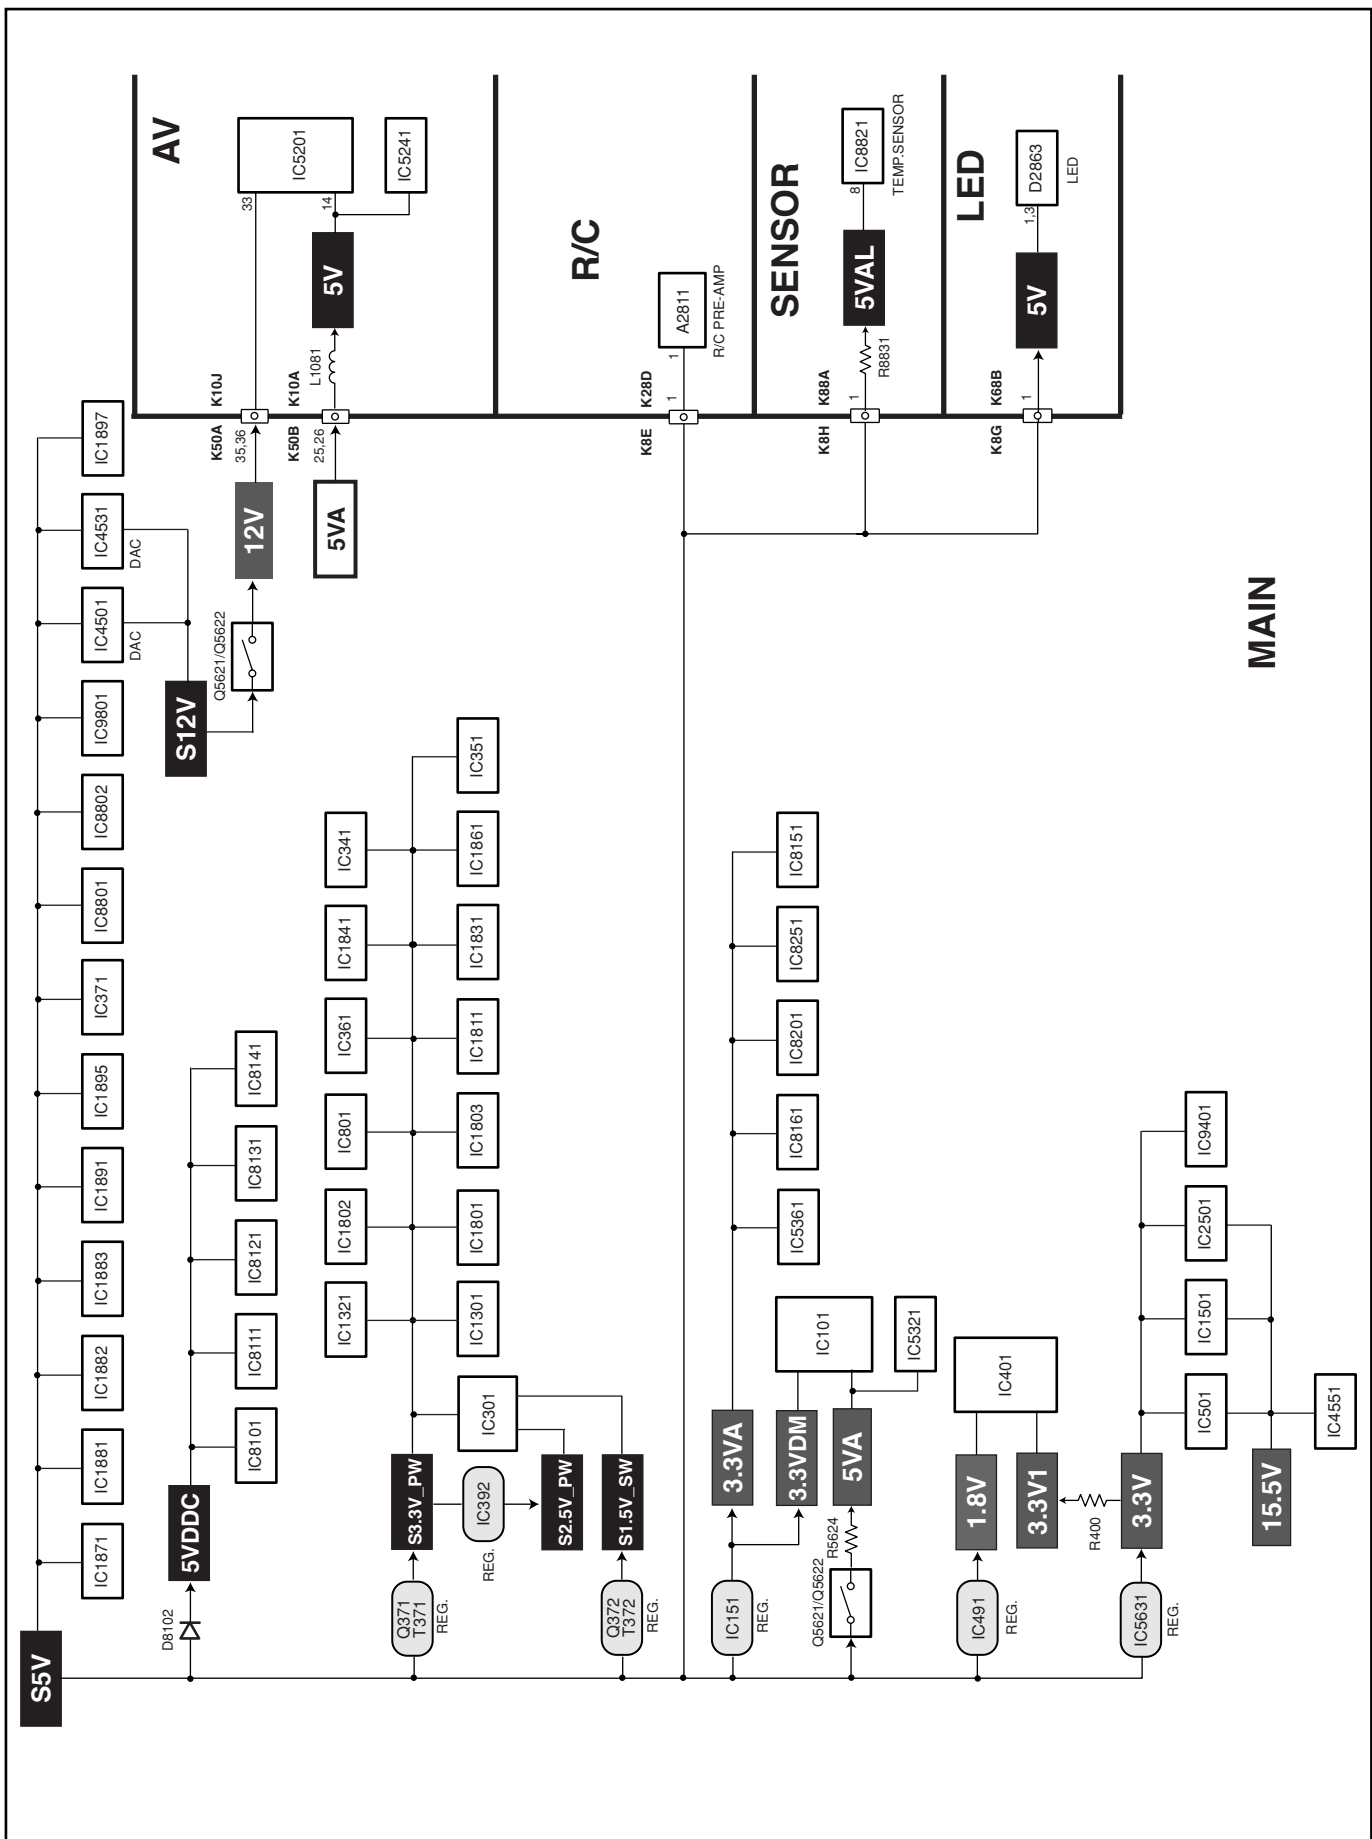 S5V
IC1871
IC1881
IC1882
IC1883
IC1891
IC1895
IC371
IC8801
IC8802
IC9801
IC4501
DAC
IC4531
DAC
IC1897
D8102
5VDDC
IC8101
IC8111
IC8121
IC8131
IC8141
S12V
Q5621/Q5622
12V
5VA
K50A
35,36
K10J
K50B
25,26
K10A
L1081
5V
33
14
IC5201
IC5241
AV
Q371
T371
REG.
S3.3V_PW
IC392
REG.
S2.5V_PW
Q372
T372
REG.
S1.5V_SW
IC301
IC1321
IC1802
IC801
IC361
IC1841
IC341
IC1301
IC1801
IC1803
IC1811
IC1831
IC1861
IC351
K8E
K28D
1
1
A2811
R/C PRE-AMP
R/C
IC151
REG.
3.3VA
3.3VDM
IC5361
IC8161
IC8201
IC8251
IC8151
Q5621/Q5622
R5624
5VA
IC101
IC5321
K8H
K88A
1
R8831
5VAL
8
IC8821
TEMP.SENSOR
SENSOR
K8G
K68B
1
5V
1,3
D2863
LED
LED
IC491
REG.
1.8V
3.3V1
IC401
R400
IC5631
REG.
3.3V
IC501
IC1501
IC2501
IC9401
15.5V
IC4551
MAIN